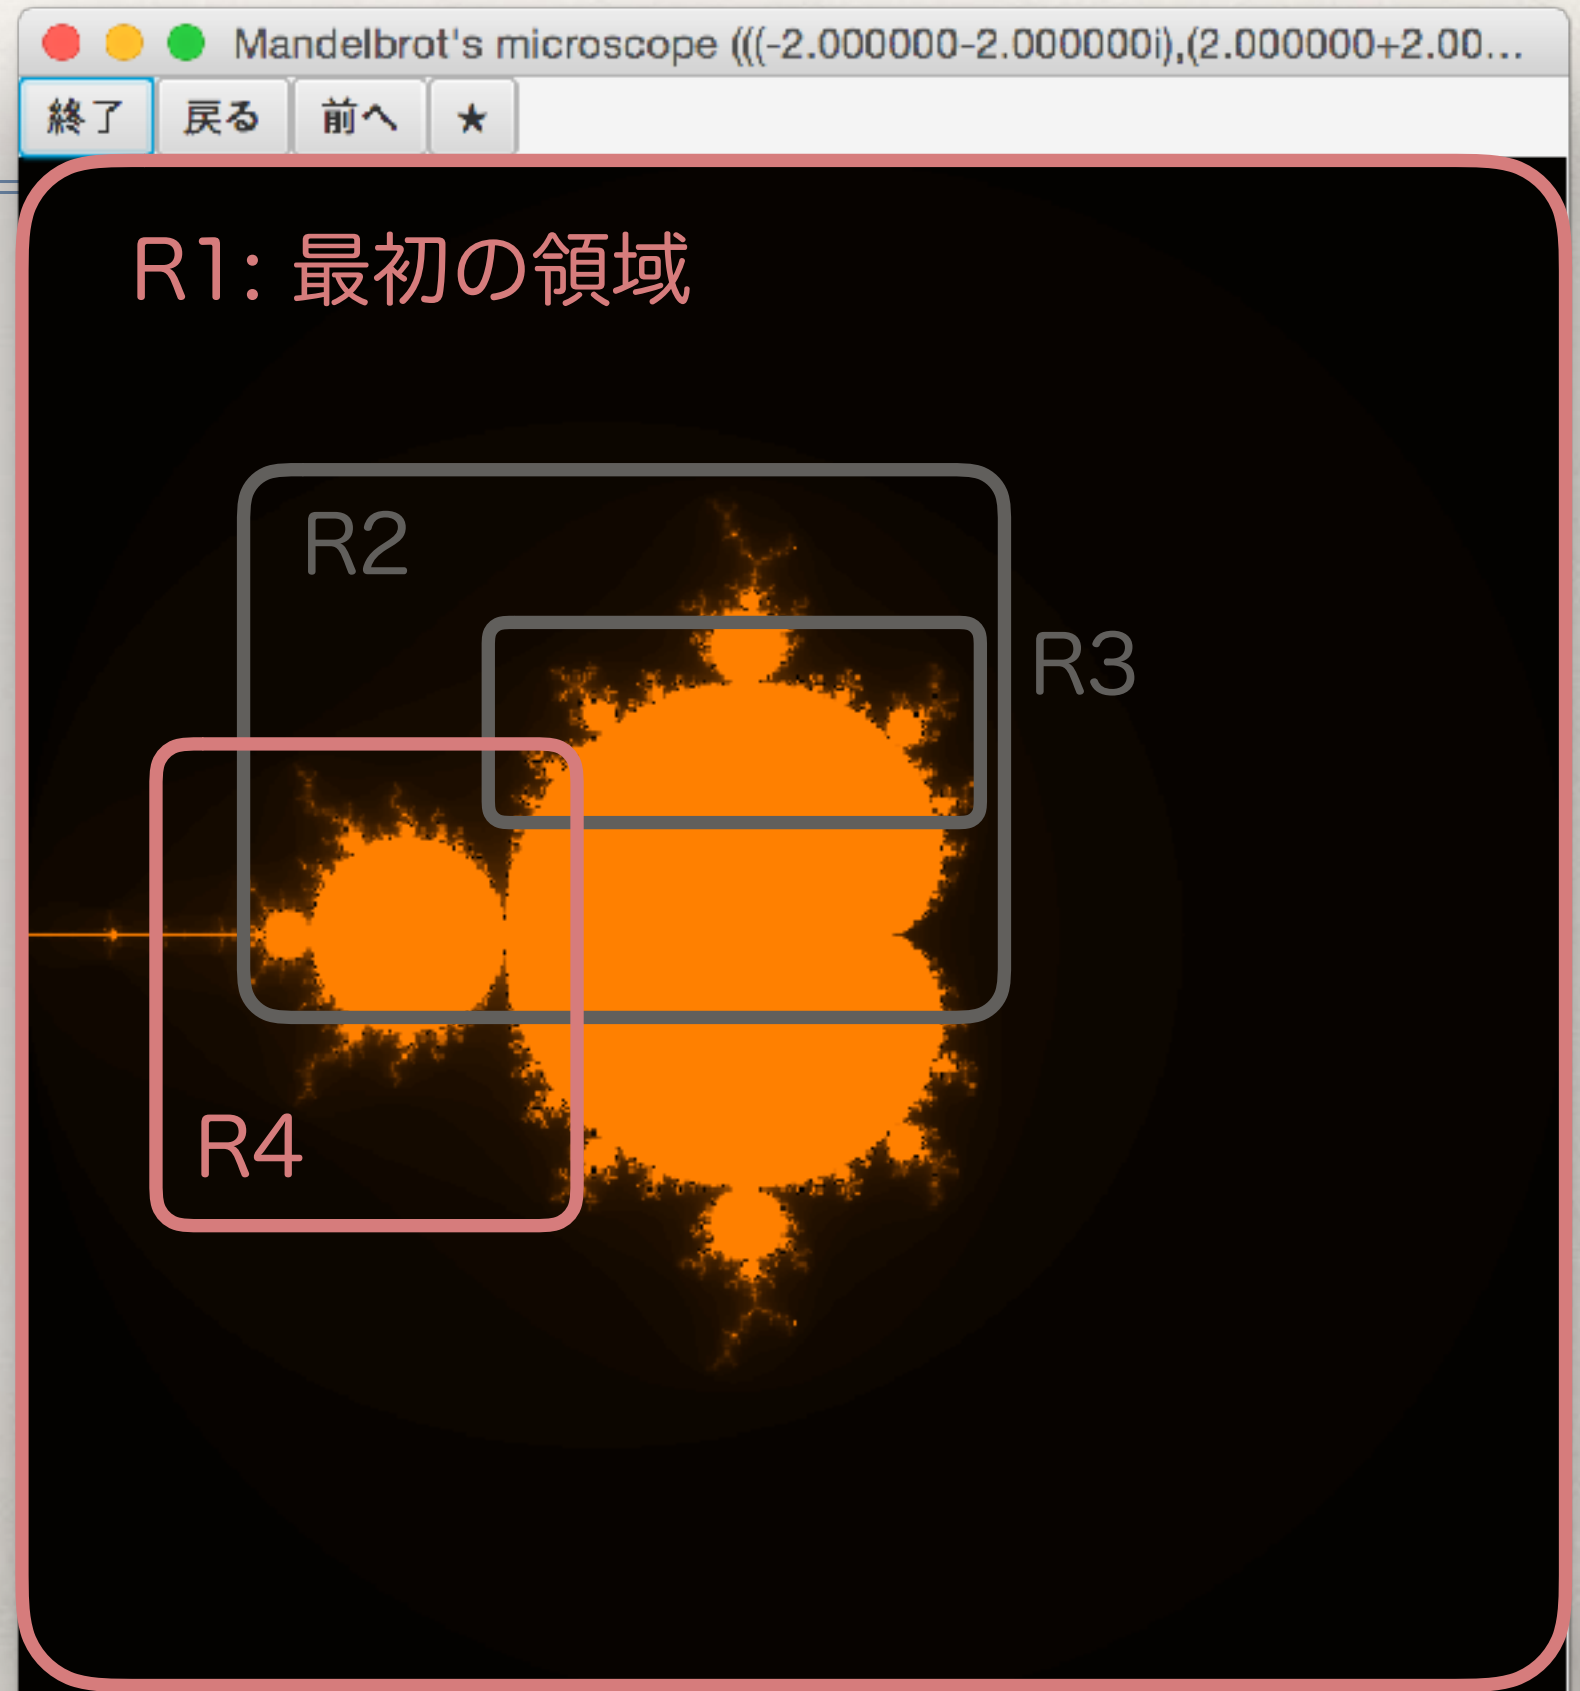 Mandelbrot's microscope (((-2.000000-2.000000i),(2.000000+2.00...
終了 戻る 前へ ★
R1: 最初の領域
R2
R3
R4